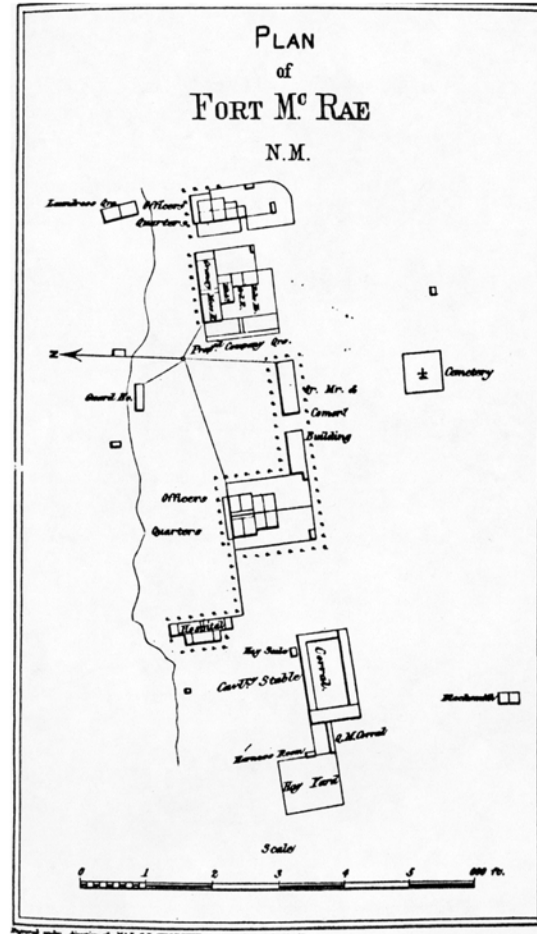 PLAN
of
FORT Mc RAE
N.M.
Laundress Qrs.
Officers
Quarters
Company Qrs.
N
Guard Ho.
Qr. Mr. &
Building
Cemetery
Officers
Quarters
Hospital
Hay Scale
Corral
Cavlry Stable
Blacksmith
Q.M. Corral
Harness Room
Hay Yard
Scale
0 1 2 3 4 5 600 ft.